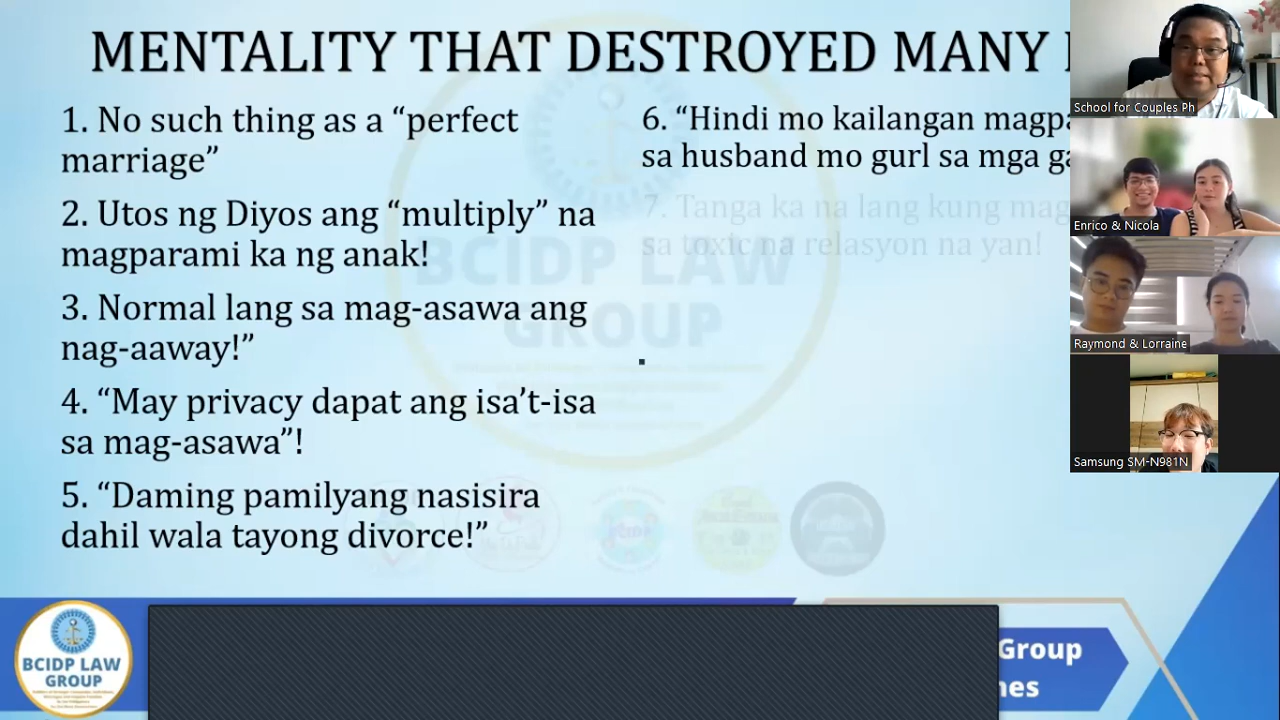 MENTALITY THAT DESTROYED MANY
1. No such thing as a “perfect
marriage”
2. Utos ng Diyos ang “multiply” na
magparami ka ng anak!
3. Normal lang sa mag-asawa ang
nag-aaway!”
4. “May privacy dapat ang isa’t-isa
sa mag-asawa”!
5. “Daming pamilyang nasisira
dahil wala tayong divorce!”
6. “Hindi mo kailangan
sa husband mo gurl sa mga
7. Tanga ka na lang kung
sa toxic na relasyon na yan!
BCIDP LAW
GROUP
School for Couples Ph
Enrico & Nicola
Raymond & Lorraine
Samsung SM-N981N
BCIDP LAW
GROUP
Group